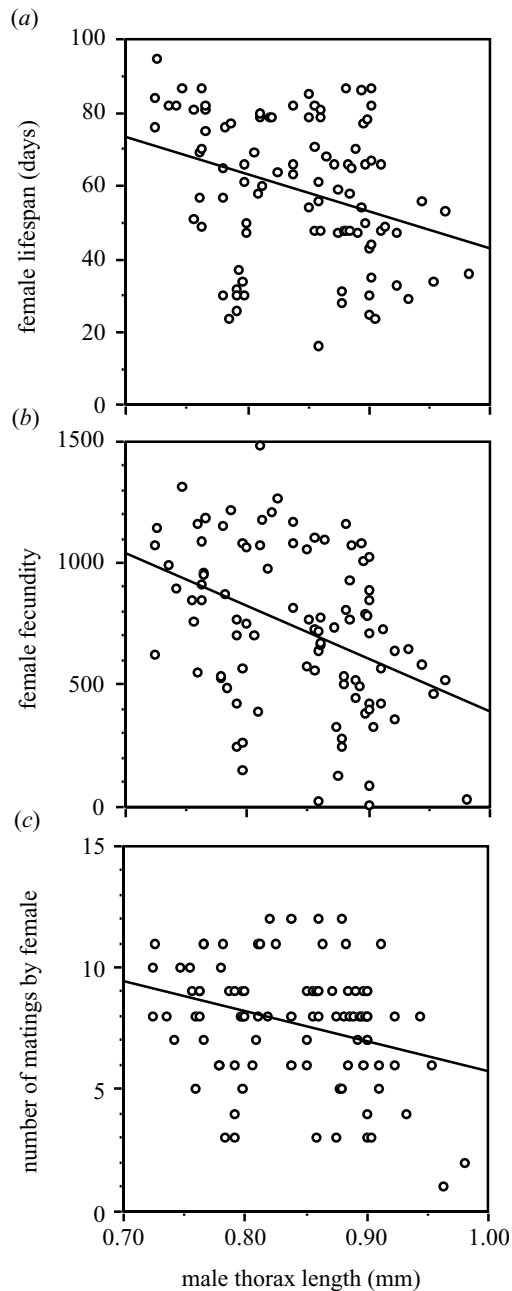 (a)
100
80
60
40
20
0
female lifespan (days)
(b)
1500
1000
500
0
female fecundity
(c)
15
10
5
0
number of matings by female
0.70 0.80 0.90 1.00
male thorax length (mm)